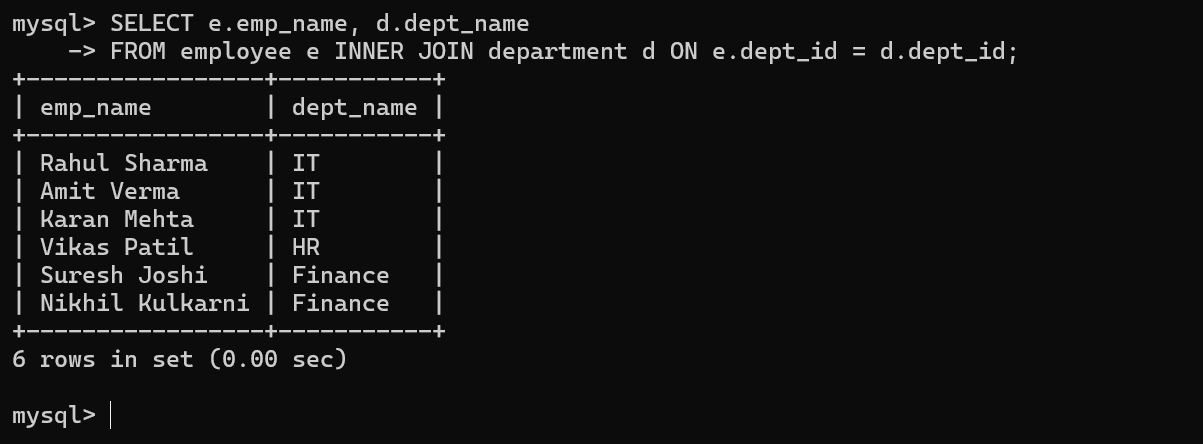 mysql> SELECT e.emp_name, d.dept_name
    -> FROM employee e INNER JOIN department d ON e.dept_id = d.dept_id;
+-----------------+-----------+
| emp_name        | dept_name |
+-----------------+-----------+
| Rahul Sharma    | IT        |
| Amit Verma      | IT        |
| Karan Mehta     | IT        |
| Vikas Patil     | HR        |
| Suresh Joshi    | Finance   |
| Nikhil Kulkarni | Finance   |
+-----------------+-----------+
6 rows in set (0.00 sec)

mysql>